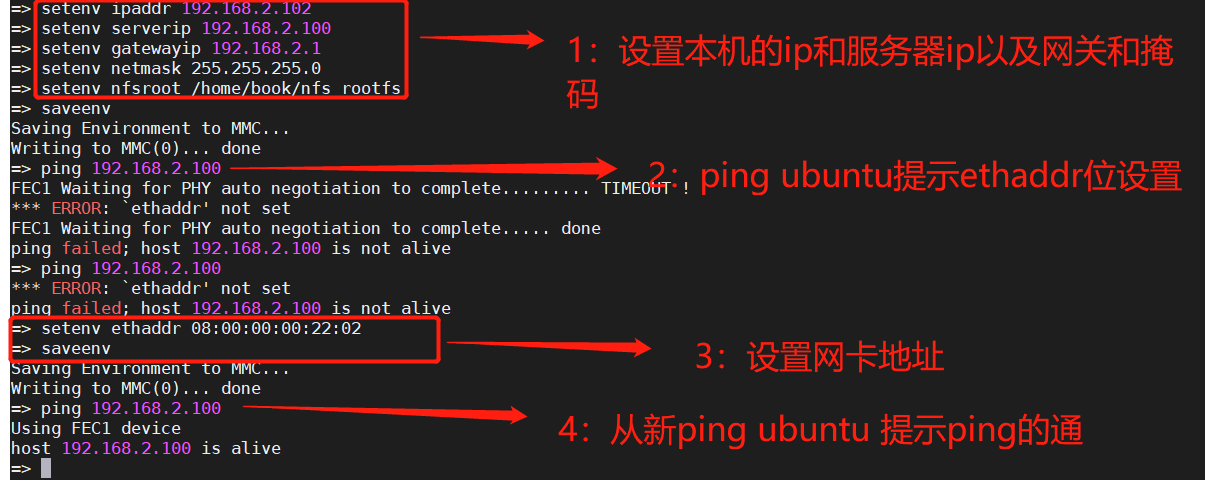 => setenv ipaddr 192.168.2.102
=> setenv serverip 192.168.2.100
=> setenv gatewayip 192.168.2.1
=> setenv netmask 255.255.255.0
=> setenv nfsroot /home/book/nfs_rootfs
1：设置本机的ip和服务器ip以及网关和掩
码
=> saveenv
Saving Environment to MMC...
Writing to MMC(0)... done
=> ping 192.168.2.100
2：ping ubuntu提示ethaddr位设置
FEC1 Waiting for PHY auto negotiation to complete......... TIMEOUT !
*** ERROR: `ethaddr' not set
FEC1 Waiting for PHY auto negotiation to complete..... done
ping failed; host 192.168.2.100 is not alive
=> ping 192.168.2.100
*** ERROR: `ethaddr' not set
ping failed; host 192.168.2.100 is not alive
=> setenv ethaddr 08:00:00:00:22:02
=> saveenv
3：设置网卡地址
Saving Environment to MMC...
Writing to MMC(0)... done
=> ping 192.168.2.100
4：从新ping ubuntu 提示ping的通
Using FEC1 device
host 192.168.2.100 is alive
=>